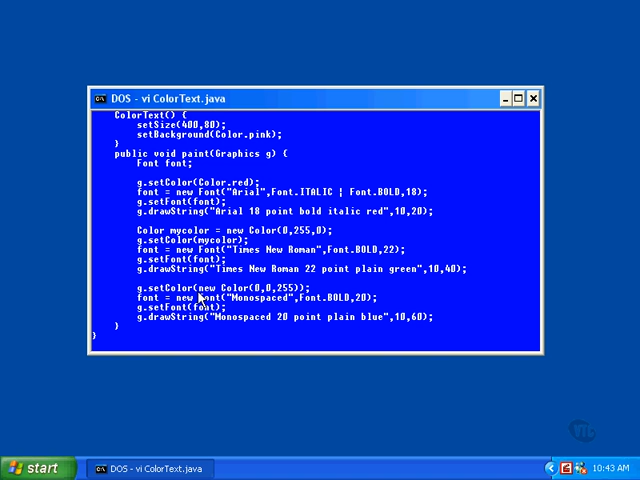 DOS - vi ColorText.java
ColorText() {
setSize(400,80);
setBackground(Color.pink);
}
public void paint(Graphics g) {
Font font;
g.setColor(Color.red);
font = new Font("Arial",Font.ITALIC ¦ Font.BOLD,18);
g.setFont(font);
g.drawString("Arial 18 point bold italic red",10,20);
Color mycolor = new Color(0,255,0);
g.setColor(mycolor);
font = new Font("Times New Roman",Font.BOLD,22);
g.setFont(font);
g.drawString("Times New Roman 22 point plain green",10,40);
g.setColor(new Color(0,0,255));
font = new Font("Monospaced",Font.BOLD,20);
g.setFont(font);
g.drawString("Monospaced 20 point plain blue",10,60);
}
}
start
DOS - vi ColorText.java
10:43 AM